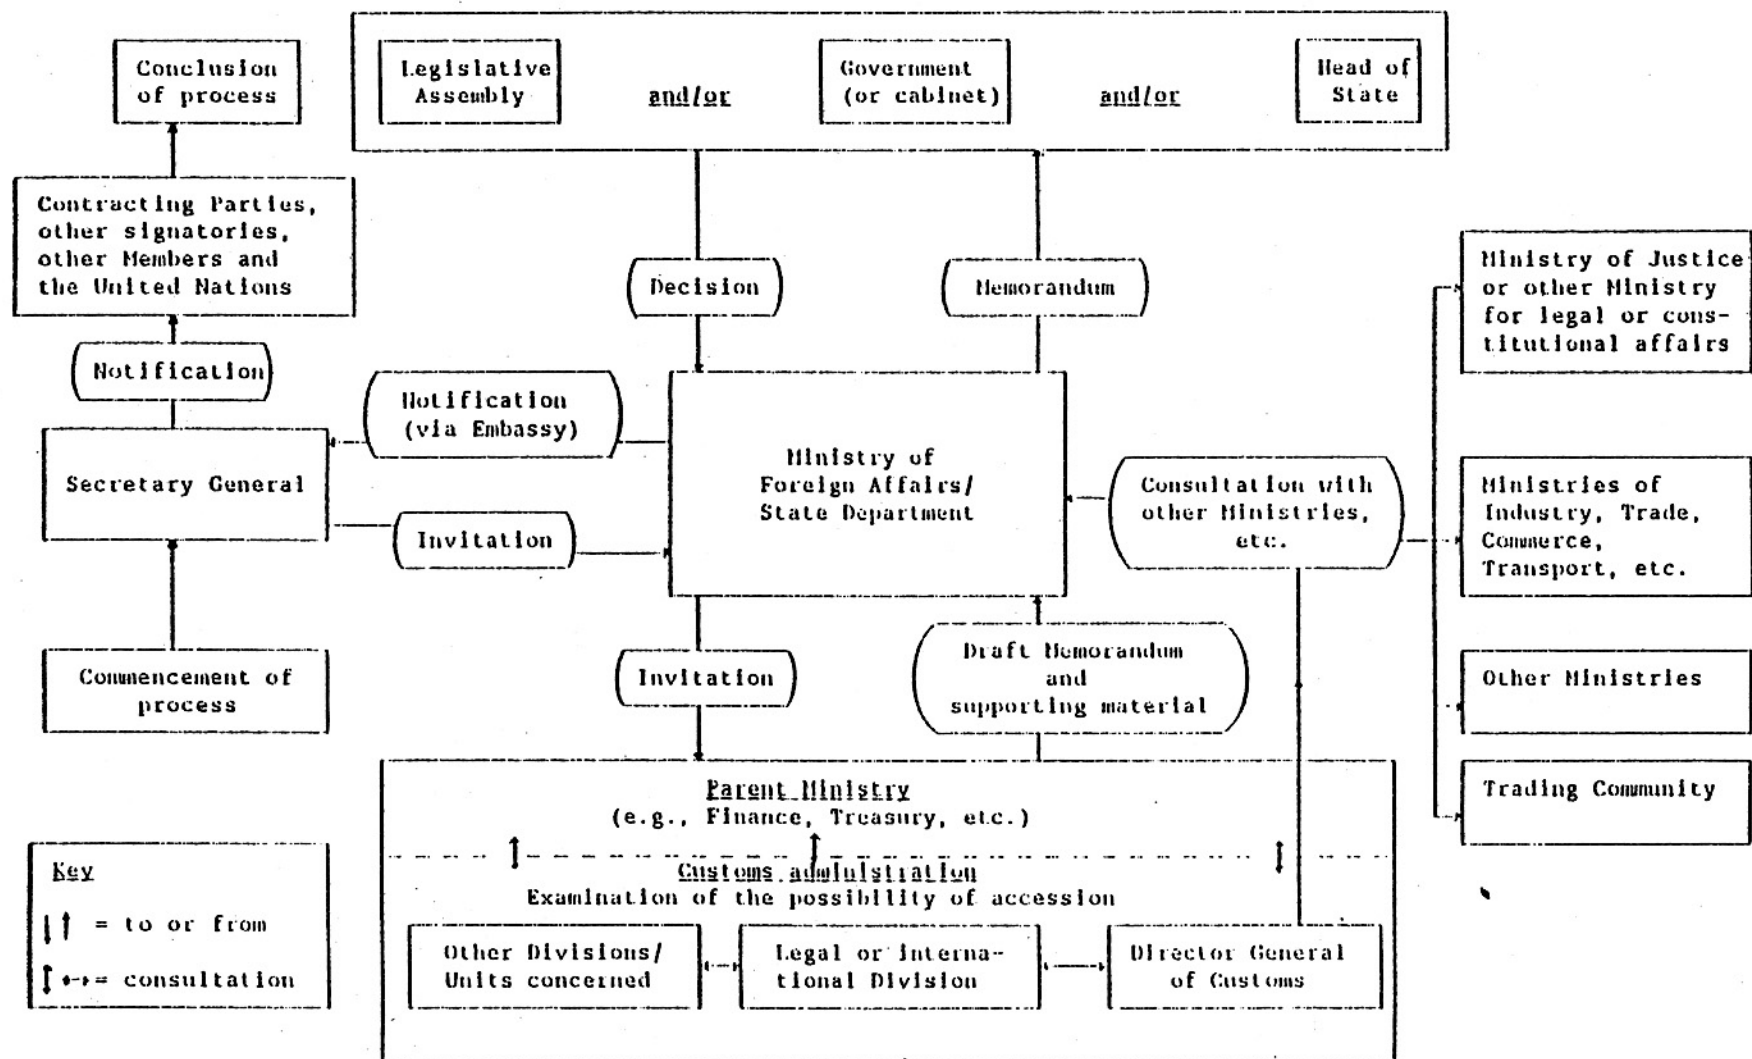 Conclusion
of process
Legislative
Assembly
and/or
Government
(or cabinet)
and/or
Head of
State
Contracting Parties,
other signatories,
other Members and
the United Nations
Decision
Memorandum
Ministry of Justice
or other Ministry
for legal or cons-
titutional affairs
Notification
Notification
(via Embassy)
Secretary General
Invitation
Ministry of
Foreign Affairs/
State Department
Consultation with
other Ministries,
etc.
Ministries of
Industry, Trade,
Commerce,
Transport, etc.
Commencement of
process
Invitation
Draft Memorandum
and
supporting material
Other Ministries
Trading Community
Parent Ministry
(e.g., Finance, Treasury, etc.)
Customs administration
Examination of the possibility of accession
Other Divisions/
Units concerned
Legal or interna-
tional Division
Director General
of Customs
Key
= to or from
= consultation